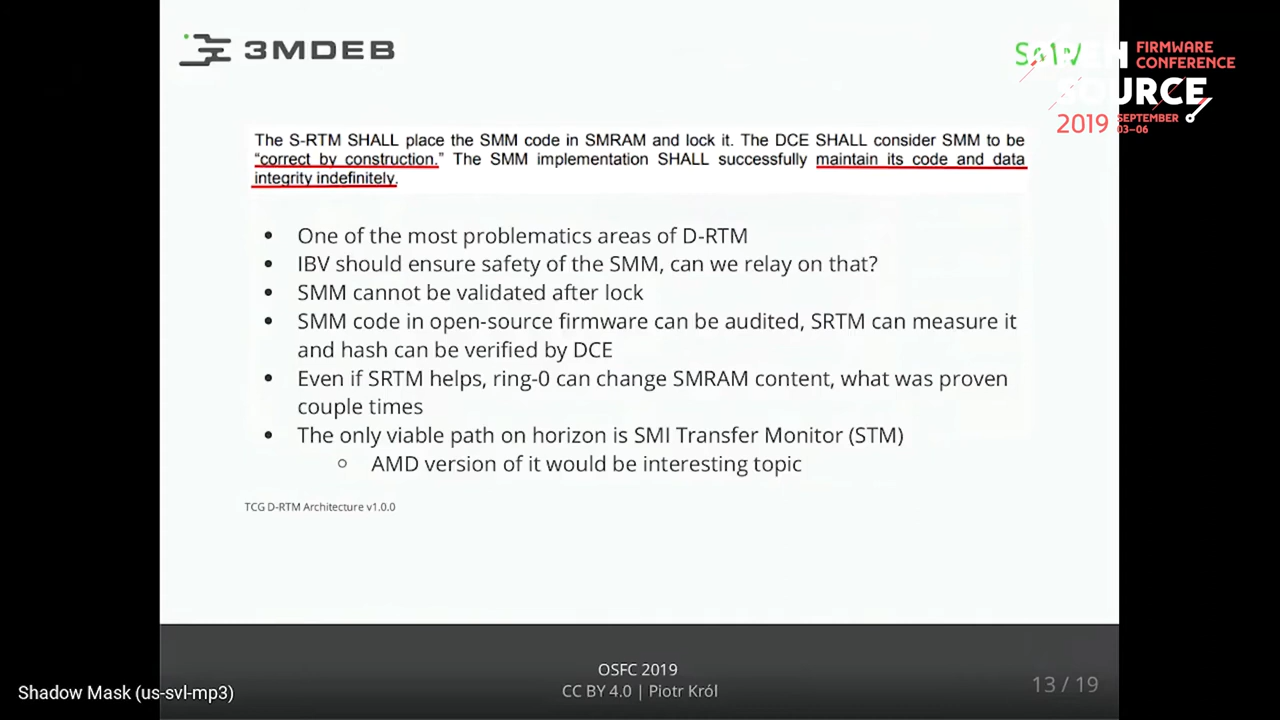 3MDEB
SMM
FIRMWARE
CONFERENCE
SOURCE
2019 SEPTEMBER
03–06
The S-RTM SHALL place the SMM code in SMRAM and lock it. The DCE SHALL consider SMM to be
“correct by construction.” The SMM implementation SHALL successfully maintain its code and data
integrity indefinitely.
• One of the most problematics areas of D-RTM
• IBV should ensure safety of the SMM, can we relay on that?
• SMM cannot be validated after lock
• SMM code in open-source firmware can be audited, SRTM can measure it
and hash can be verified by DCE
• Even if SRTM helps, ring-0 can change SMRAM content, what was proven
couple times
• The only viable path on horizon is SMI Transfer Monitor (STM)
○ AMD version of it would be interesting topic
TCG D-RTM Architecture v1.0.0
OSFC 2019
CC BY 4.0 | Piotr Król
13 / 19
Shadow Mask (us-svl-mp3)